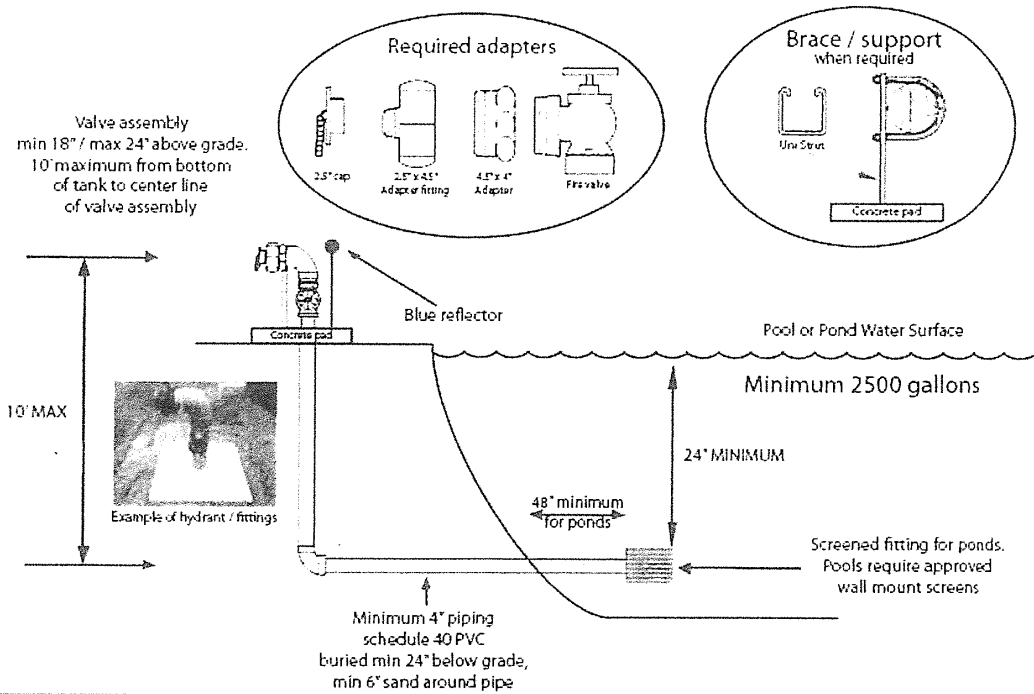 Required adapters
2.5" cap
2.5" x 4.5"
Adapter fitting
4.5" x 4"
Adapter
Fire valve
Brace / support
when required
Uni Strut
Concrete pad
Valve assembly
min 18" / max 24" above grade.
10' maximum from bottom
of tank to center line
of valve assembly
Blue reflector
Concrete pad
Pool or Pond Water Surface
Minimum 2500 gallons
10' MAX
24" MINIMUM
48" minimum
for ponds
Example of hydrant / fittings
Screened fitting for ponds.
Pools require approved
wall mount screens
Minimum 4" piping
schedule 40 PVC
buried min 24" below grade,
min 6" sand around pipe